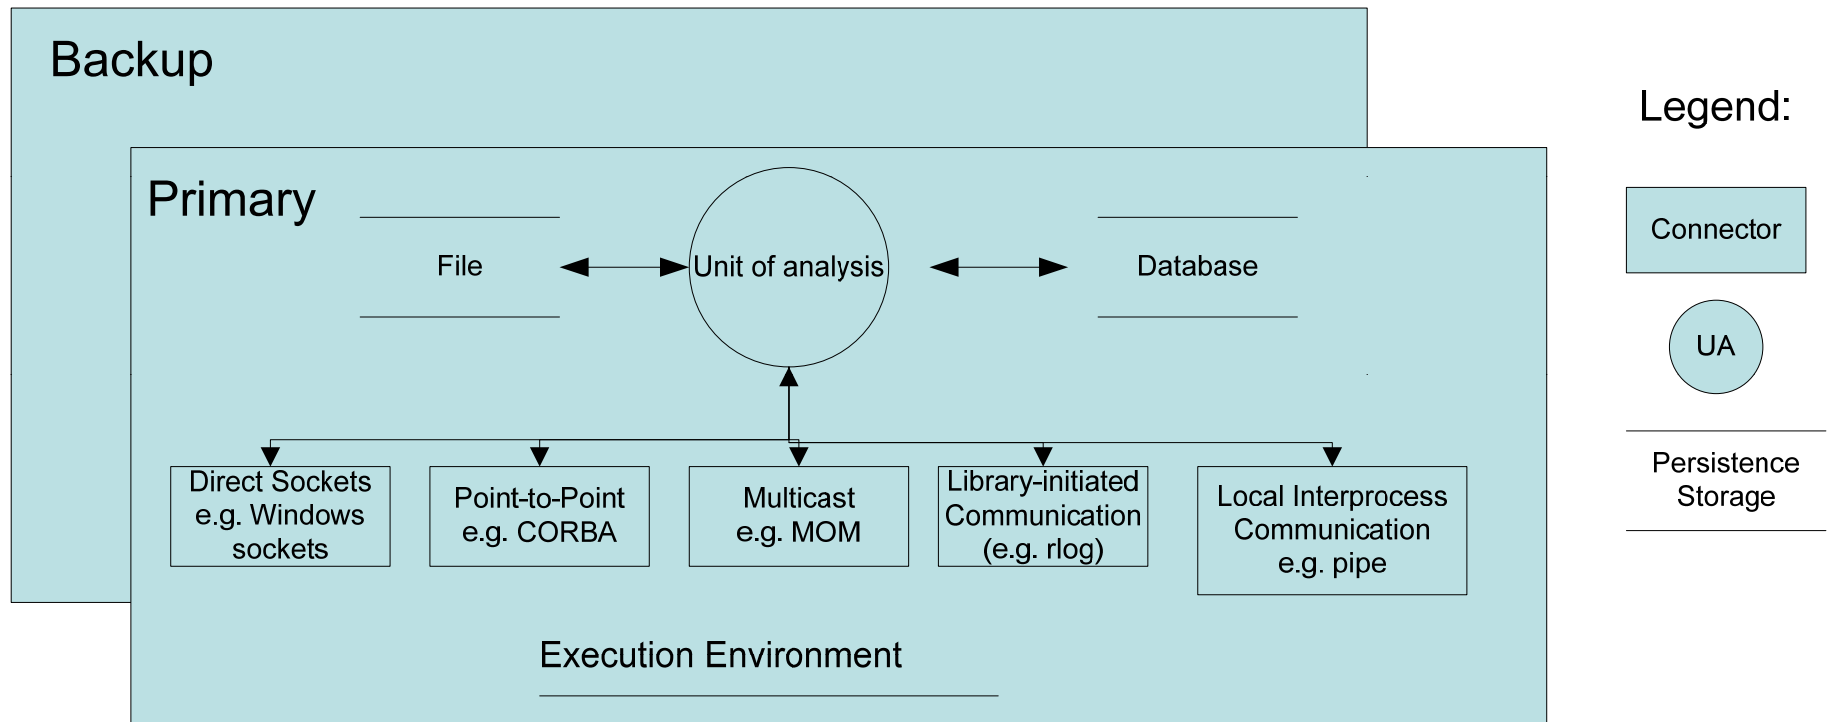 Backup
Primary
File
Unit of analysis
Database
Direct Sockets
e.g. Windows
sockets
Point-to-Point
e.g. CORBA
Multicast
e.g. MOM
Library-initiated
Communication
(e.g. rlog)
Local Interprocess
Communication
e.g. pipe
Execution Environment
Legend:
Connector
UA
Persistence
Storage